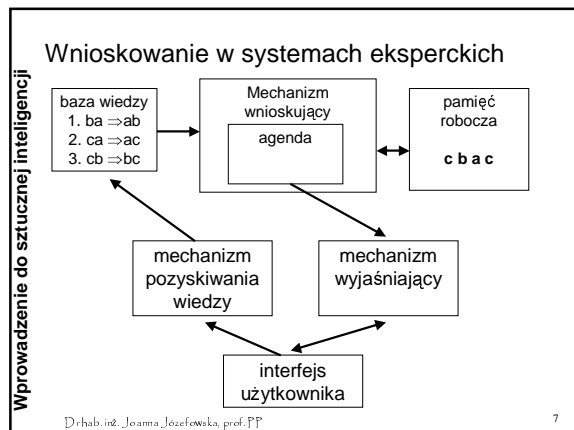 Wprowadzenie do sztucznej inteligencji
Wnioskowanie w systemach eksperckich
baza wiedzy
1. ba ⇒ab
2. ca ⇒ac
3. cb ⇒bc
Mechanizm
wnioskujący
agenda
pamięć
robocza
c b a c
mechanizm
pozyskiwania
wiedzy
mechanizm
wyjaśniający
interfejs
użytkownika
Dr hab. inż. Joanna Józefowska, prof. PP
7